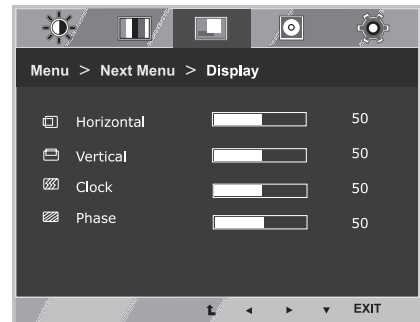 Menu > Next Menu > Display
Horizontal 50
Vertical 50
Clock 50
Phase 50
EXIT